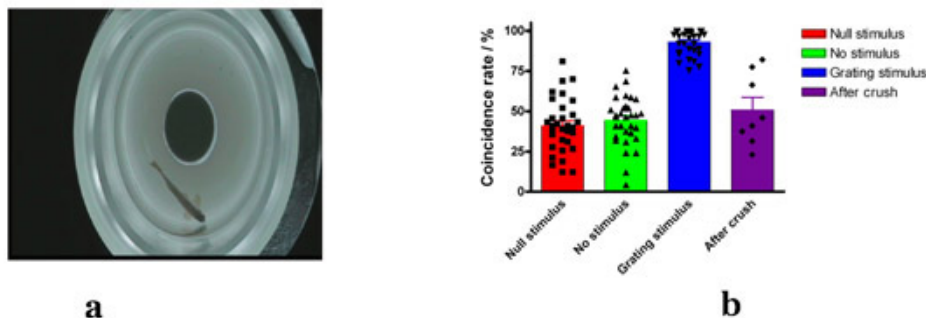 Coincidence rate / %
100
75
50
25
0
Null stimulus
No stimulus
Grating stimulus
After crush
Null stimulus
No stimulus
Grating stimulus
After crush
a
b